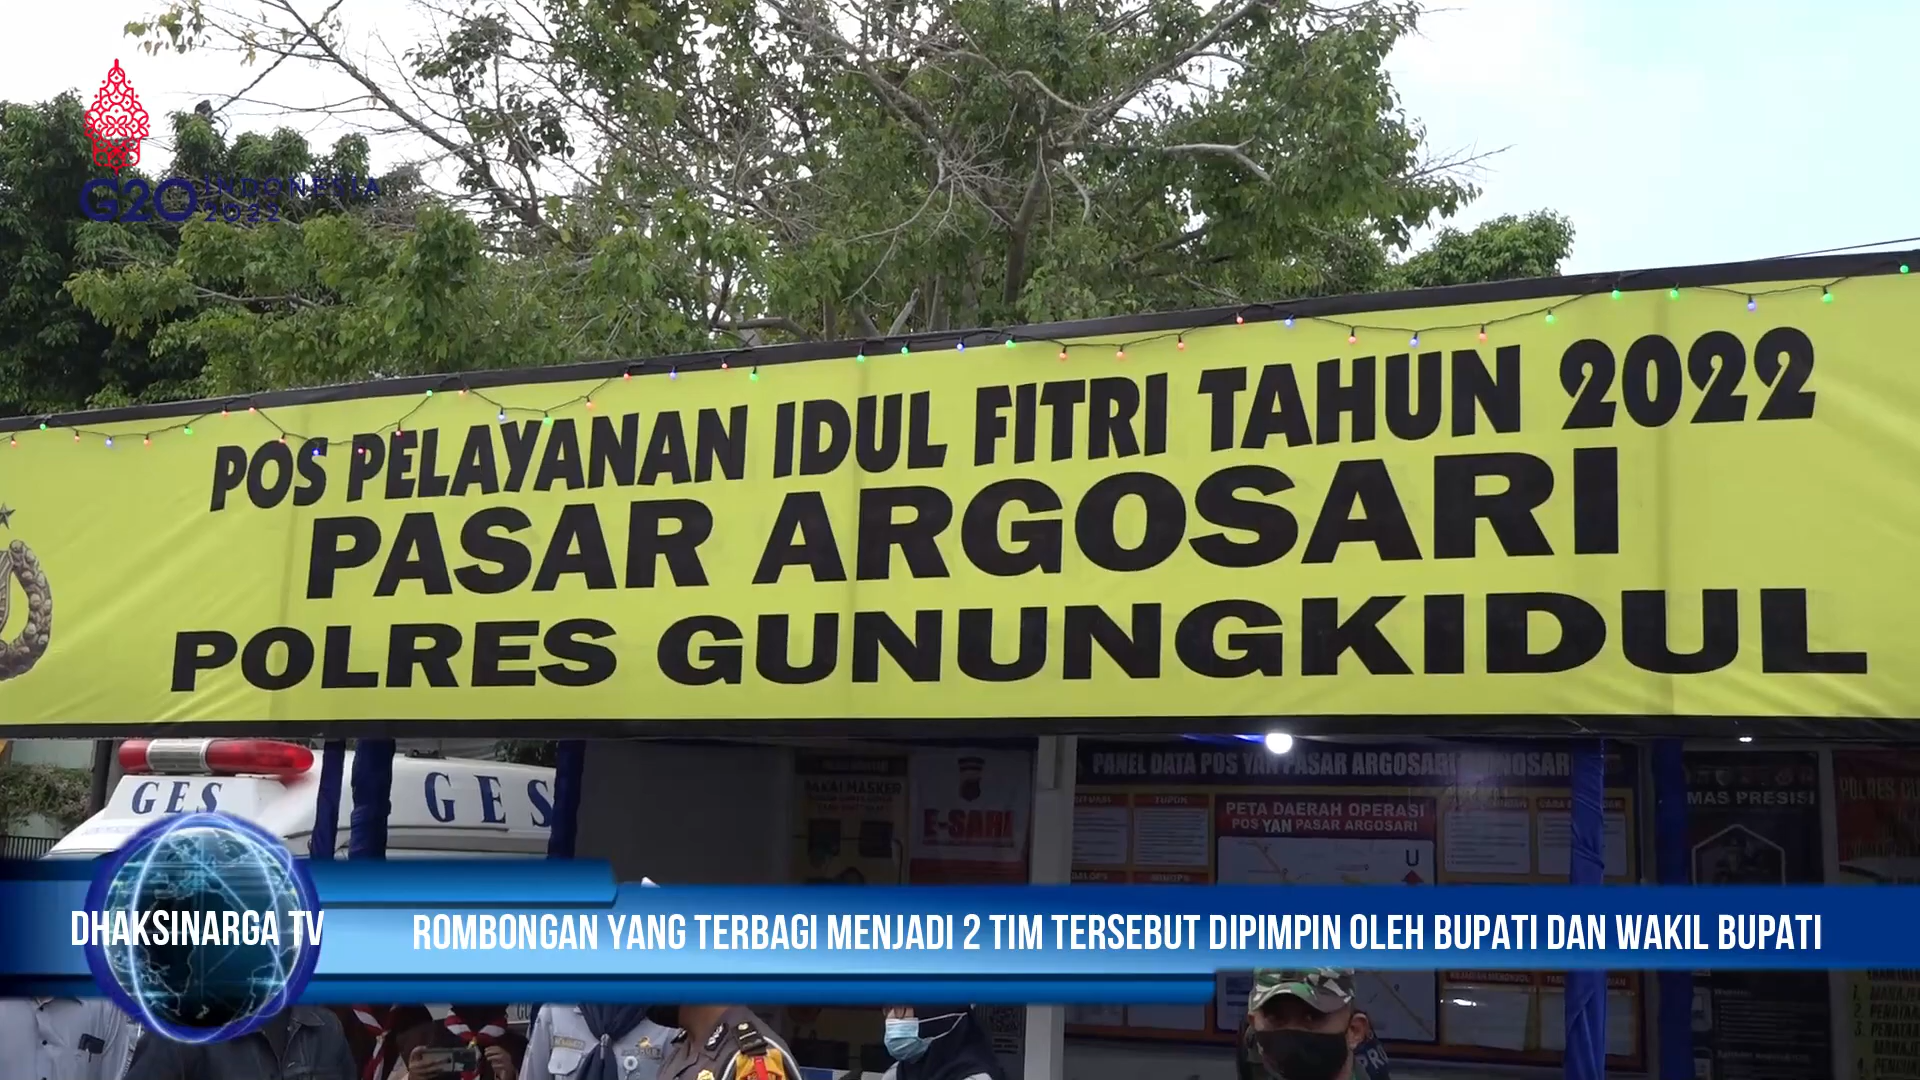 G20 INDONESIA
2022
POS PELAYANAN IDUL FITRI TAHUN 2022
PASAR ARGOSARI
POLRES GUNUNGKIDUL
GES
GES
PAKAI MASKER
E-SARI
PANEL DATA POS YAN PASAR ARGOSARI
PETA DAERAH OPERASI
POS YAN PASAR ARGOSARI
U
MAS PRESISI
DHAKSINARGA TV
ROMBONGAN YANG TERBAGI MENJADI 2 TIM TERSEBUT DIPIMPIN OLEH BUPATI DAN WAKIL BUPATI